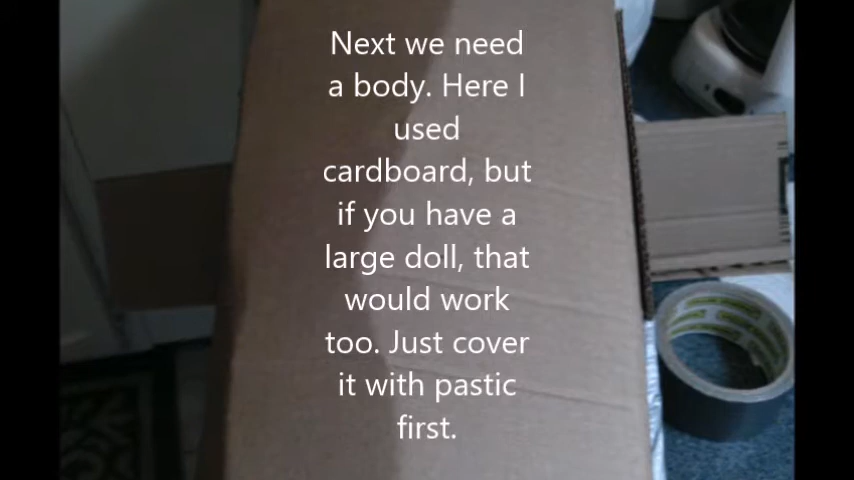 Next we need
a body. Here I
used
cardboard, but
if you have a
large doll, that
would work
too. Just cover
it with pastic
first.